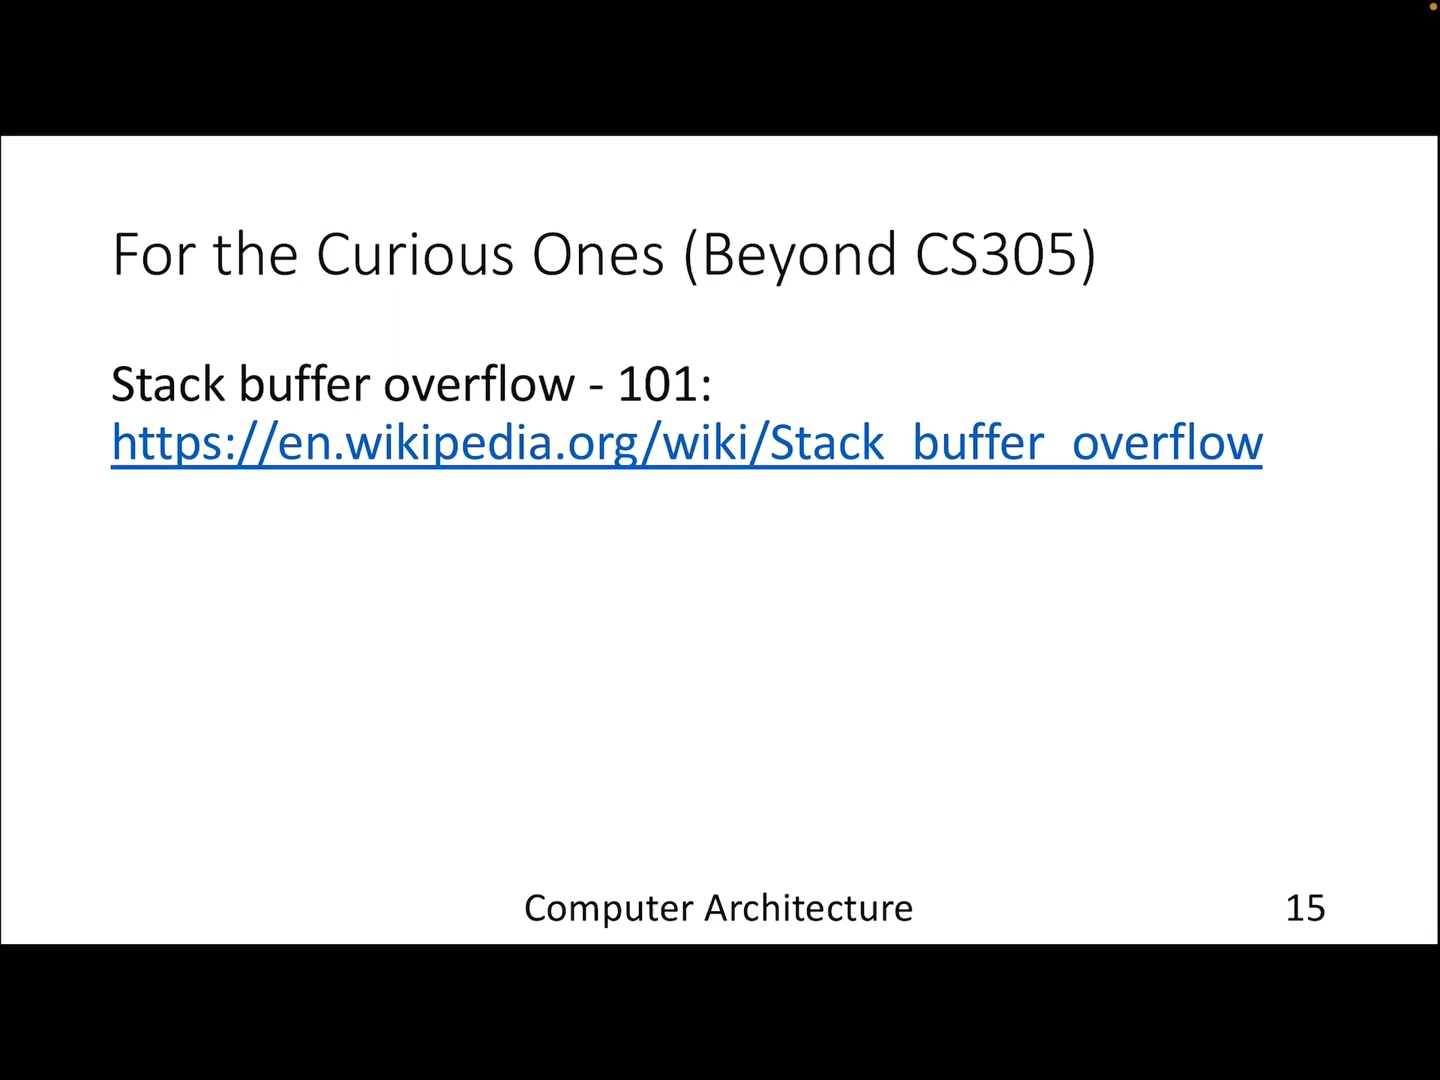 For the Curious Ones (Beyond CS305)
Stack buffer overflow - 101:
https://en.wikipedia.org/wiki/Stack_buffer_overflow
Computer Architecture
15